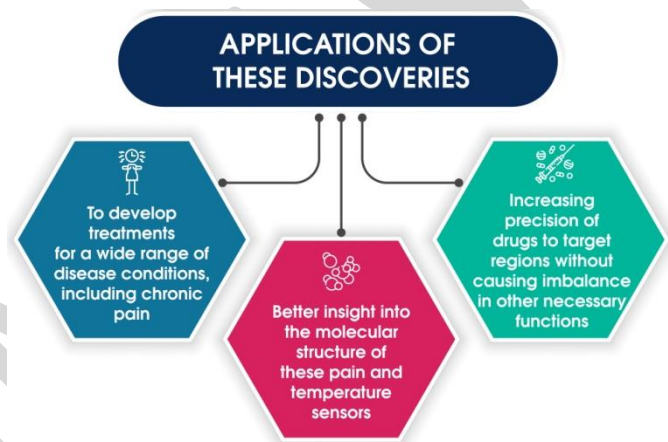 APPLICATIONS OF
THESE DISCOVERIES
To develop
treatments
for a wide range of
disease conditions,
including chronic
pain
Better insight into
the molecular
structure of
these pain and
temperature
sensors
Increasing
precision of
drugs to target
regions without
causing imbalance
in other necessary
functions